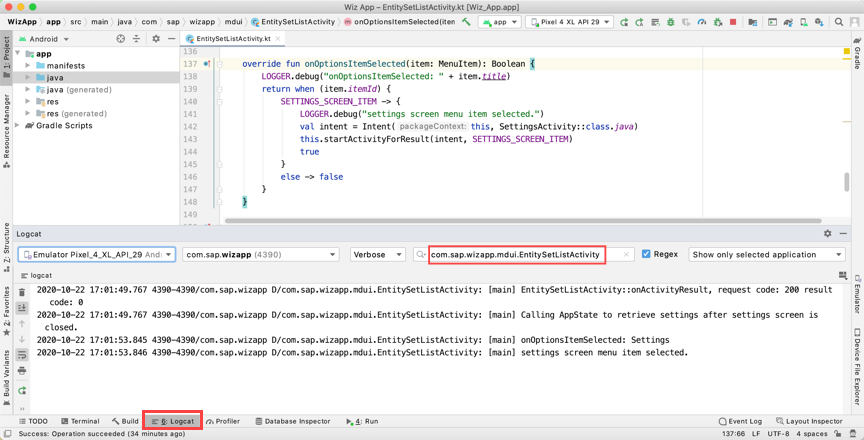 Wiz App – EntitySetListActivity.kt [Wiz_App.app]
WizApp app src main java com sap wizapp mdui EntitySetListActivity onOptionsItemSelected(iten app Pixel 4 XL API 29
Android
EntitySetListActivity.kt
1: Project
Resource Manager
Z: Structure
2: Favorites
Build Variants
app
manifests
java
java (generated)
res
res (generated)
Gradle Scripts
136
137 override fun onOptionsItemSelected(item: MenuItem): Boolean {
138 LOGGER.debug("onOptionsItemSelected: " + item.title)
139 return when (item.itemId) {
140 SETTINGS_SCREEN_ITEM -> {
141 LOGGER.debug("settings screen menu item selected.")
142 val intent = Intent( packageContext: this, SettingsActivity::class.java)
143 this.startActivityForResult(intent, SETTINGS_SCREEN_ITEM)
144 true
145 }
146 else -> false
147 }
148 }
149
Gradle
Emulator
Device File Explorer
Logcat
Emulator Pixel_4_XL_API_29 Andr com.sap.wizapp (4390) Verbose com.sap.wizapp.mdui.EntitySetListActivity Regex Show only selected application
logcat
2020-10-22 17:01:49.767 4390-4390/com.sap.wizapp D/com.sap.wizapp.mdui.EntitySetListActivity: [main] EntitySetListActivity::onActivityResult, request code: 200 result
code: 0
2020-10-22 17:01:49.767 4390-4390/com.sap.wizapp D/com.sap.wizapp.mdui.EntitySetListActivity: [main] Calling AppState to retrieve settings after settings screen is
closed.
2020-10-22 17:01:53.845 4390-4390/com.sap.wizapp D/com.sap.wizapp.mdui.EntitySetListActivity: [main] onOptionsItemSelected: Settings
2020-10-22 17:01:53.846 4390-4390/com.sap.wizapp D/com.sap.wizapp.mdui.EntitySetListActivity: [main] settings screen menu item selected.
TODO Terminal Build 6: Logcat Profiler Database Inspector 4: Run Event Log Layout Inspector
Success: Operation succeeded (34 minutes ago) 137:66 LF UTF-8 4 spaces